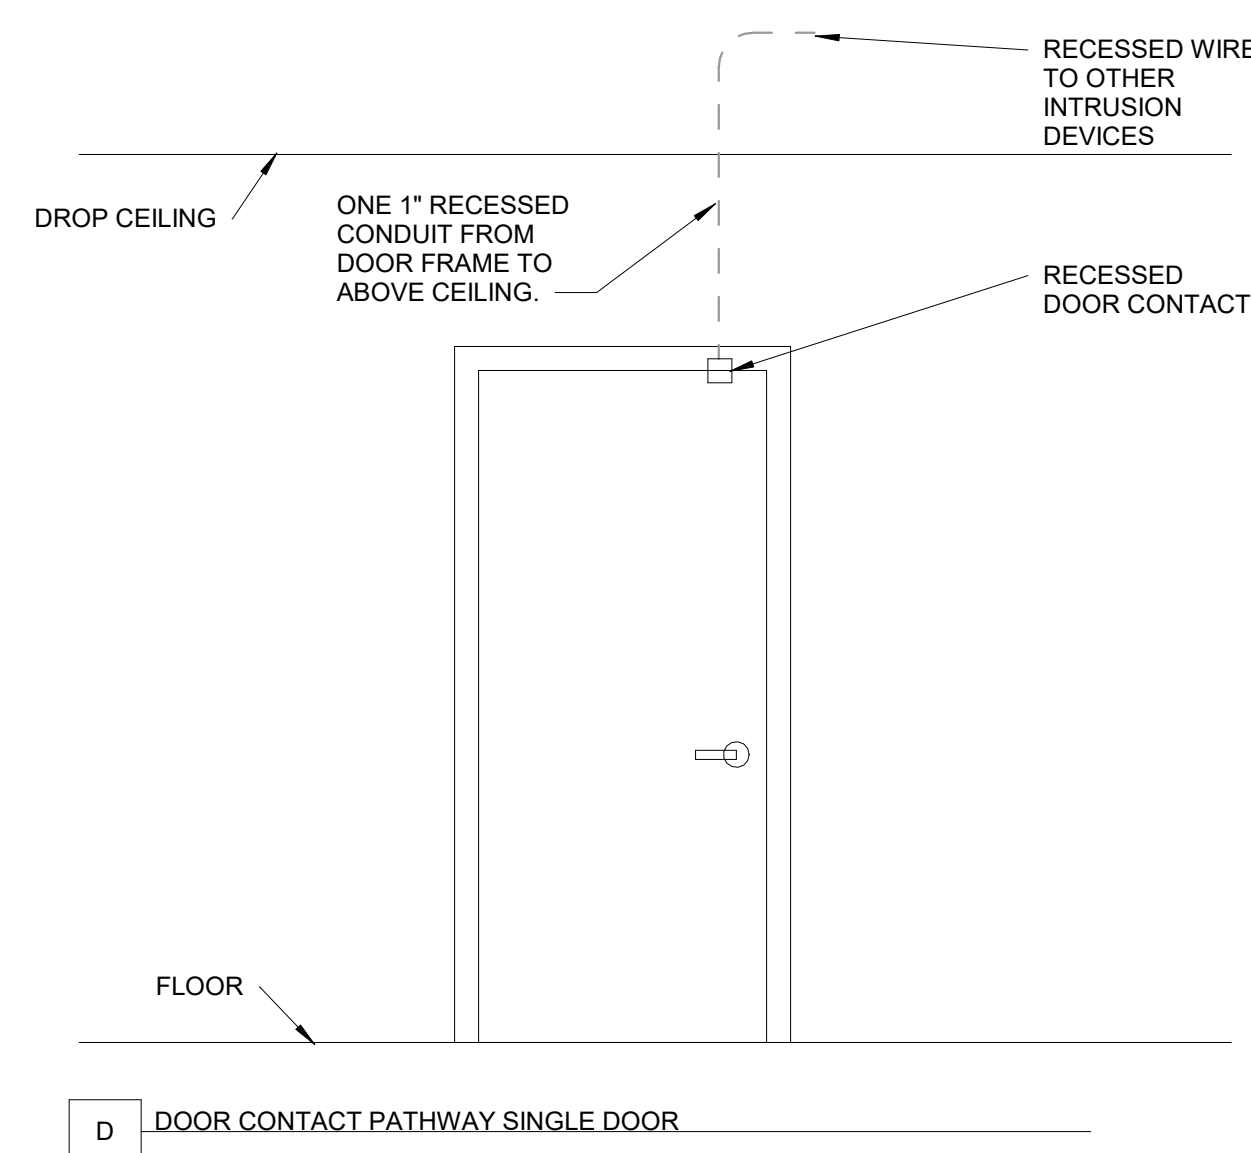 RECESSED WIRE
TO OTHER
INTRUSION
DEVICES
DROP CEILING
ONE 1" RECESSED
CONDUIT FROM
DOOR FRAME TO
ABOVE CEILING.
RECESSED
DOOR CONTACT
FLOOR
D
DOOR CONTACT PATHWAY SINGLE DOOR